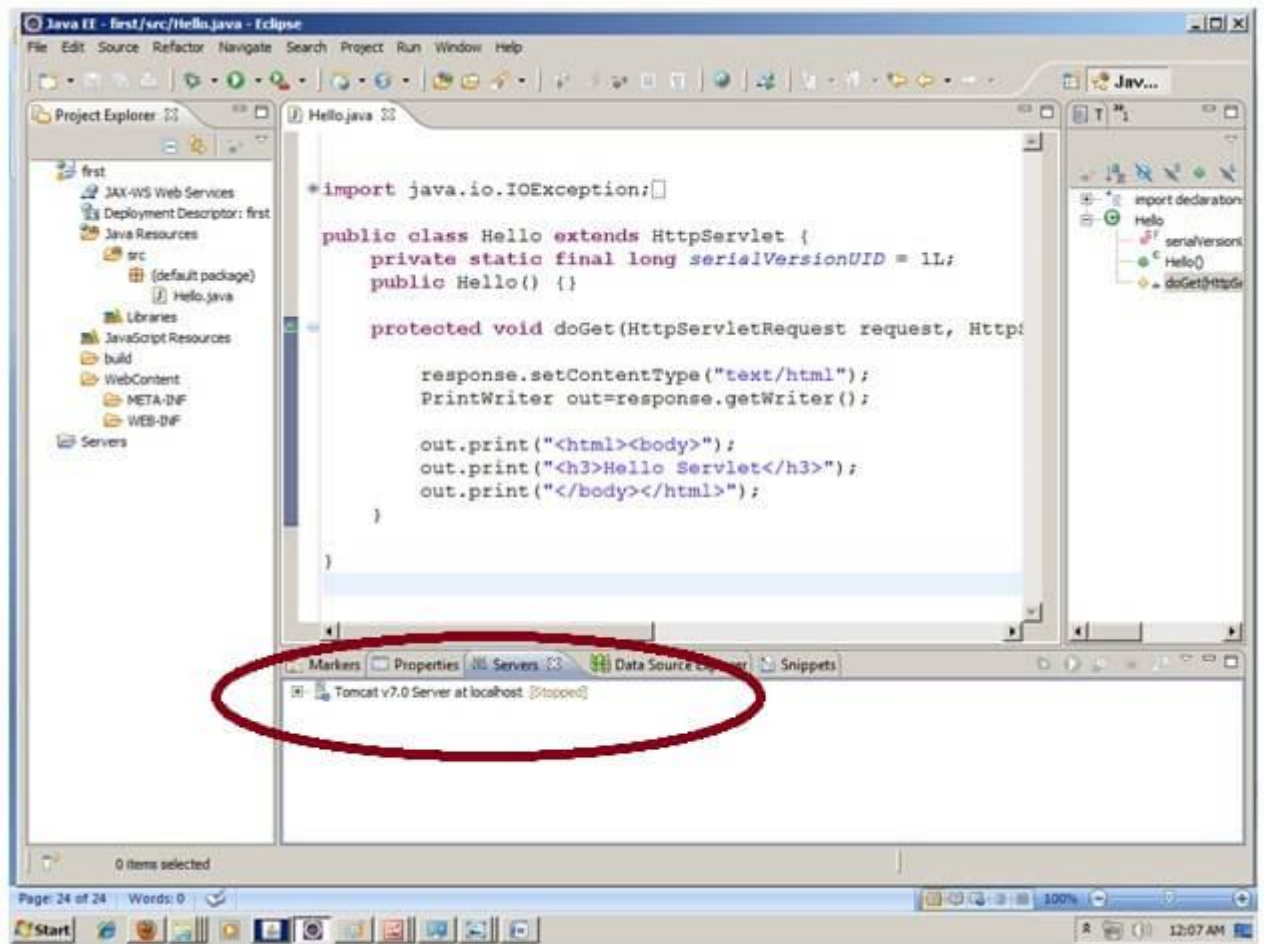 Java EE - first/src/Hello.java - Eclipse
File Edit Source Refactor Navigate Search Project Run Window Help
Jav...
Project Explorer
Hello.java
T
first
JAX-WS Web Services
Deployment Descriptor: first
Java Resources
src
(default package)
Hello.java
Libraries
JavaScript Resources
build
WebContent
META-INF
WEB-INF
Servers
import java.io.IOException;
public class Hello extends HttpServlet {
private static final long serialVersionUID = 1L;
public Hello() {}
protected void doGet(HttpServletRequest request, Https
response.setContentType("text/html");
PrintWriter out=response.getWriter();
out.print("<html><body>");
out.print("<h3>Hello Servlet</h3>");
out.print("</body></html>");
}
}
import declarations
Hello
serialVersionU
Hello()
doGet(HttpSe
Markers Properties Servers Data Source Explorer Snippets
Tomcat v7.0 Server at localhost [Stopped]
0 items selected
Page: 24 of 24 Words: 0 100%
Start 12:07 AM